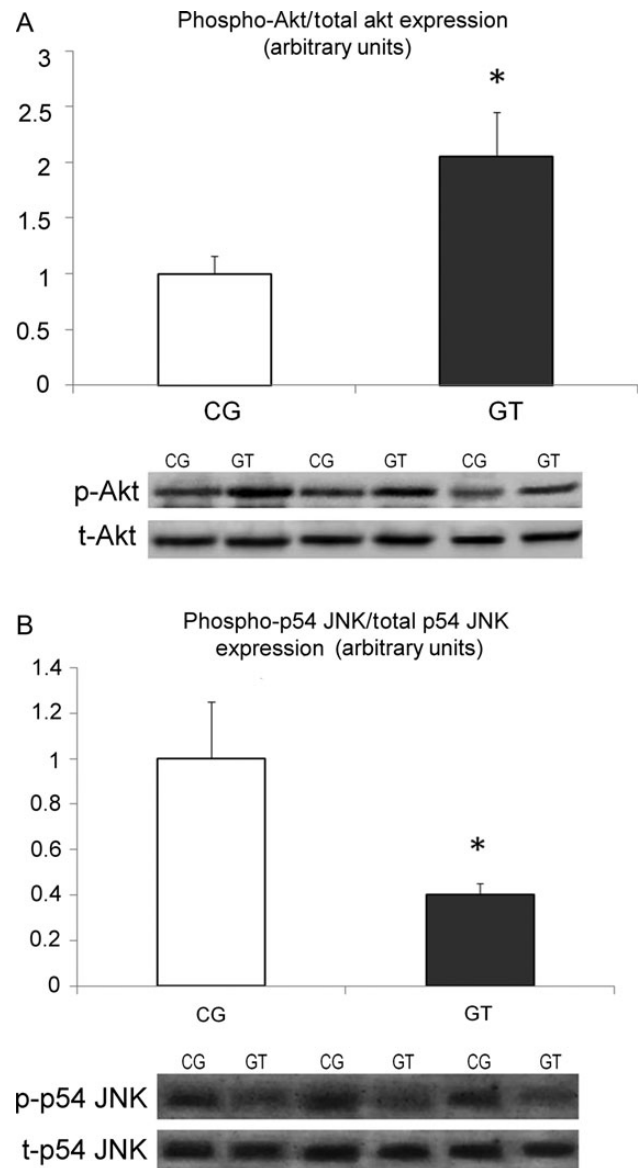 A
Phospho-Akt/total akt expression
(arbitrary units)
3
2.5
2
1.5
1
0.5
0
*
CG GT
CG GT CG GT CG GT
p-Akt
t-Akt
B
Phospho-p54 JNK/total p54 JNK
expression (arbitrary units)
1.4
1.2
1
0.8
0.6
0.4
0.2
0
*
CG GT
CG GT CG GT CG GT
p-p54 JNK
t-p54 JNK